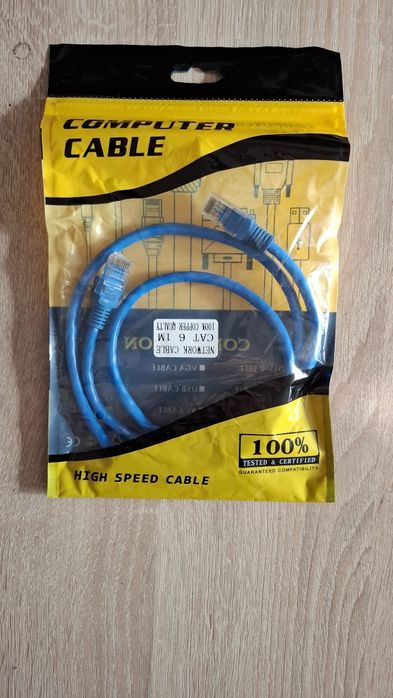 COMPUTER
CABLE
NETWORK CABLE
CAT 6 1M
100% COPPER QUALITY
VGA CABLE
USB CABLE
CABLE
100%
TESTED & CERTIFIED
GUARANTEED COMPATIBILITY
HIGH SPEED CABLE